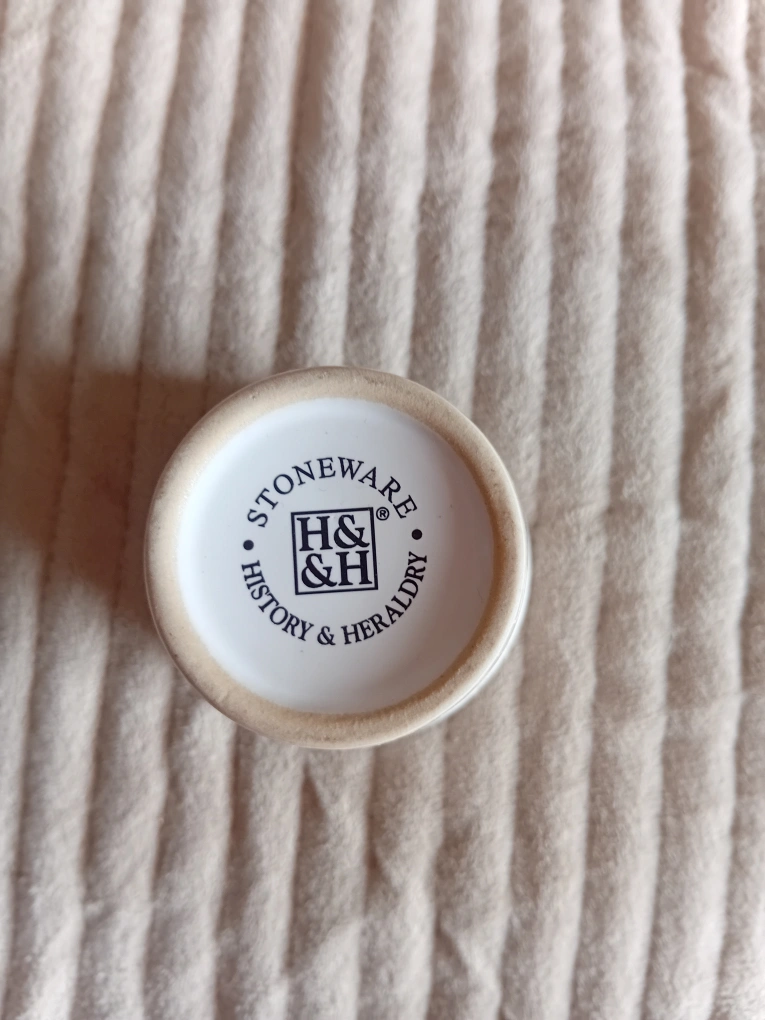 STONEWARE
H& ®
&H
• HISTORY & HERALDRY •